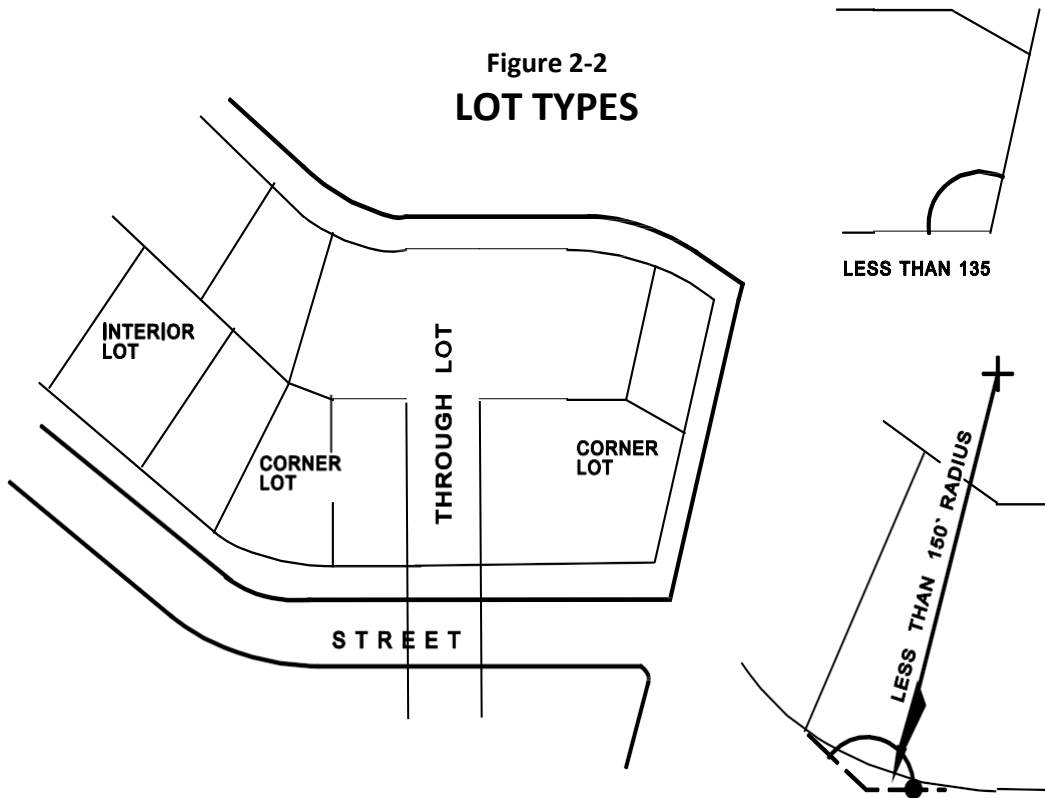 Figure 2-2
LOT TYPES
LESS THAN 135
INTERIOR
LOT
THROUGH LOT
CORNER
LOT
CORNER
LOT
LESS THAN 150` RADIUS
STREET